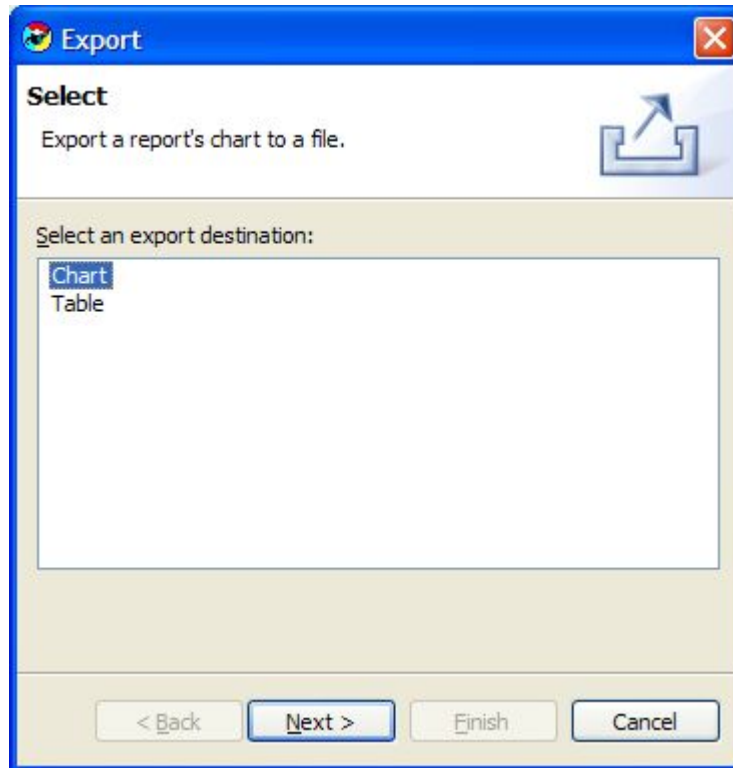 Export
Select
Export a report's chart to a file.
Select an export destination:
Chart
Table
< Back Next > Finish Cancel